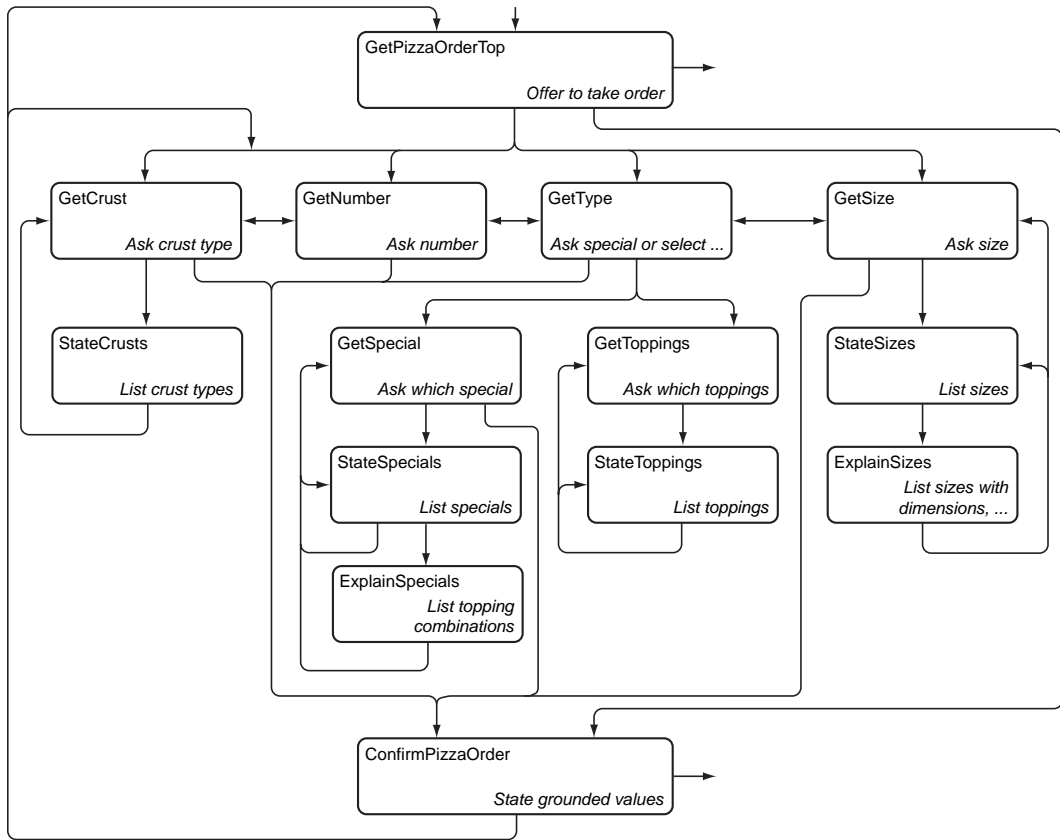 GetPizzaOrderTop
Offer to take order
GetCrust
Ask crust type
GetNumber
Ask number
GetType
Ask special or select ...
GetSize
Ask size
StateCrusts
List crust types
GetSpecial
Ask which special
GetToppings
Ask which toppings
StateSizes
List sizes
StateSpecials
List specials
StateToppings
List toppings
ExplainSizes
List sizes with
dimensions, ...
ExplainSpecials
List topping
combinations
ConfirmPizzaOrder
State grounded values